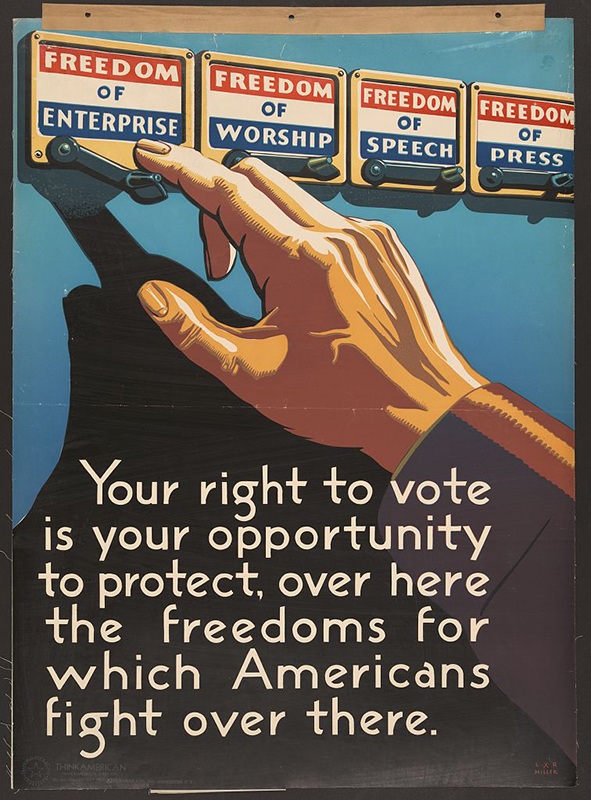 FREEDOM
OF
ENTERPRISE
FREEDOM
OF
WORSHIP
FREEDOM
OF
SPEECH
FREEDOM
OF
PRESS
Your right to vote
is your opportunity
to protect, over here
the freedoms for
which Americans
fight over there.
THINK AMERICAN
MILLER